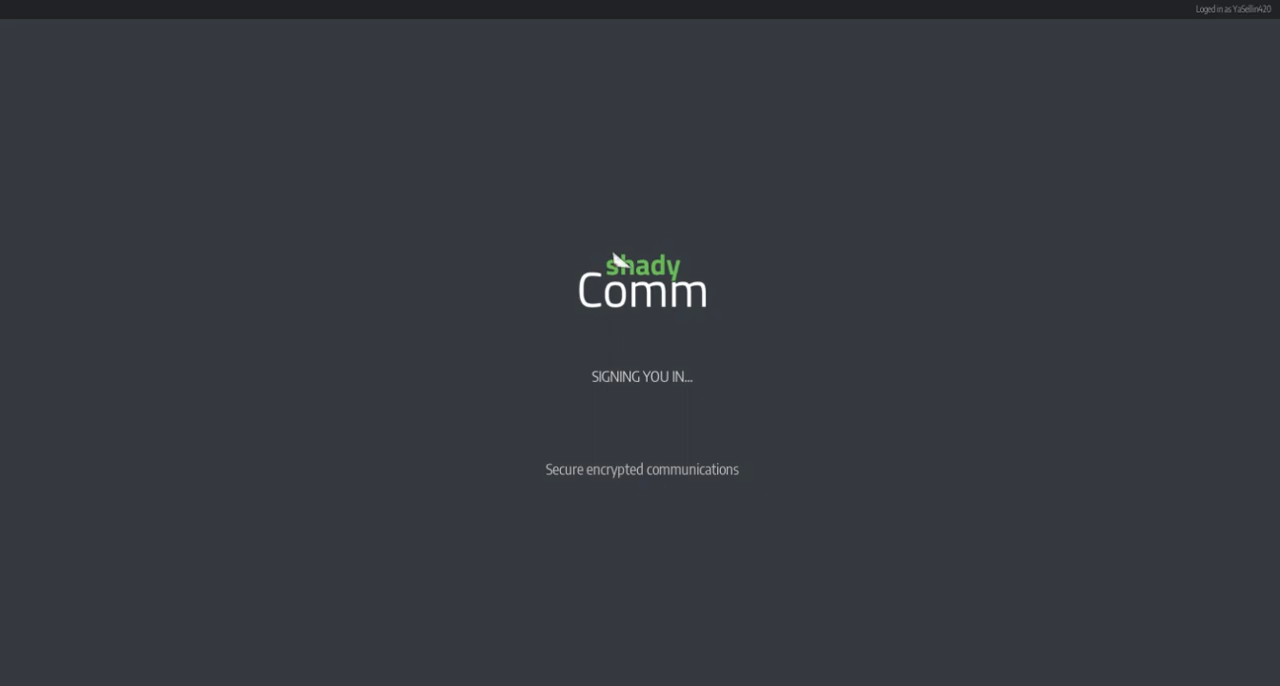 Loged in as YaSellin420
shady
Comm
SIGNING YOU IN...
Secure encrypted communications